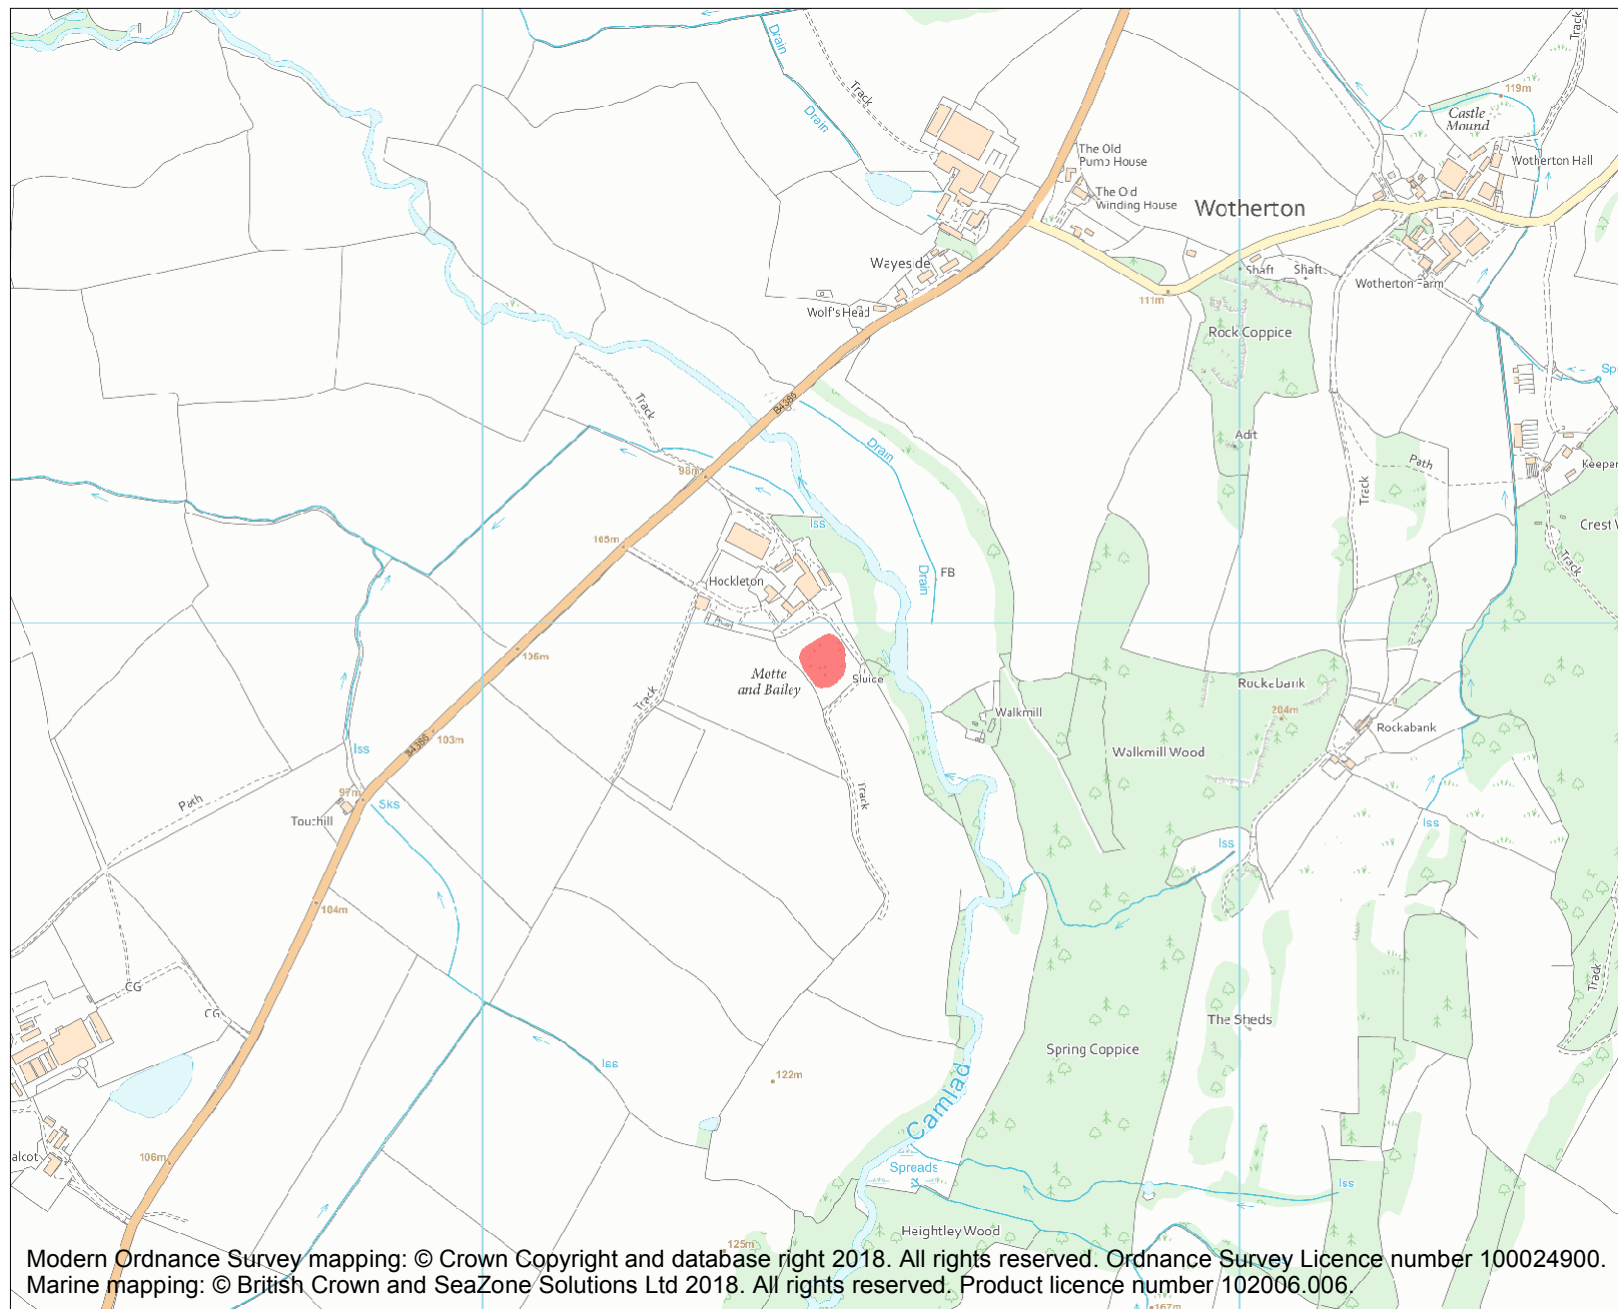 Drain
Track
Drain
Track
119m
Castle
Mound
The Old
Pump House
Wotherton Hall
The Old
Winding House
Wotherton
Wayeside
Shaft
Shaft
Wotherton Farm
111m
Wolf's Head
Rock Coppice
Track
B4386
Drain
Adit
Path
Keeper
98m
Track
Iss
Crest
105m
Track
Hockleton
Drain
FB
105m
Motte
and Bailey
Sluice
Rockabank
Track
204m
Walkmill
Rockabank
B4386
103m
Iss
Walkmill Wood
97m
Sks
Path
Track
Iss
Iss
104m
CG
CG
Track
The Sheds
Spring Coppice
Iss
122m
Camlad
alcot
106m
Spreads
Iss
Heightley Wood
125m
Modern Ordnance Survey mapping: © Crown Copyright and database right 2018. All rights reserved. Ordnance Survey Licence number 100024900.
Marine mapping: © British Crown and SeaZone Solutions Ltd 2018. All rights reserved. Product licence number 102006.006.
167m